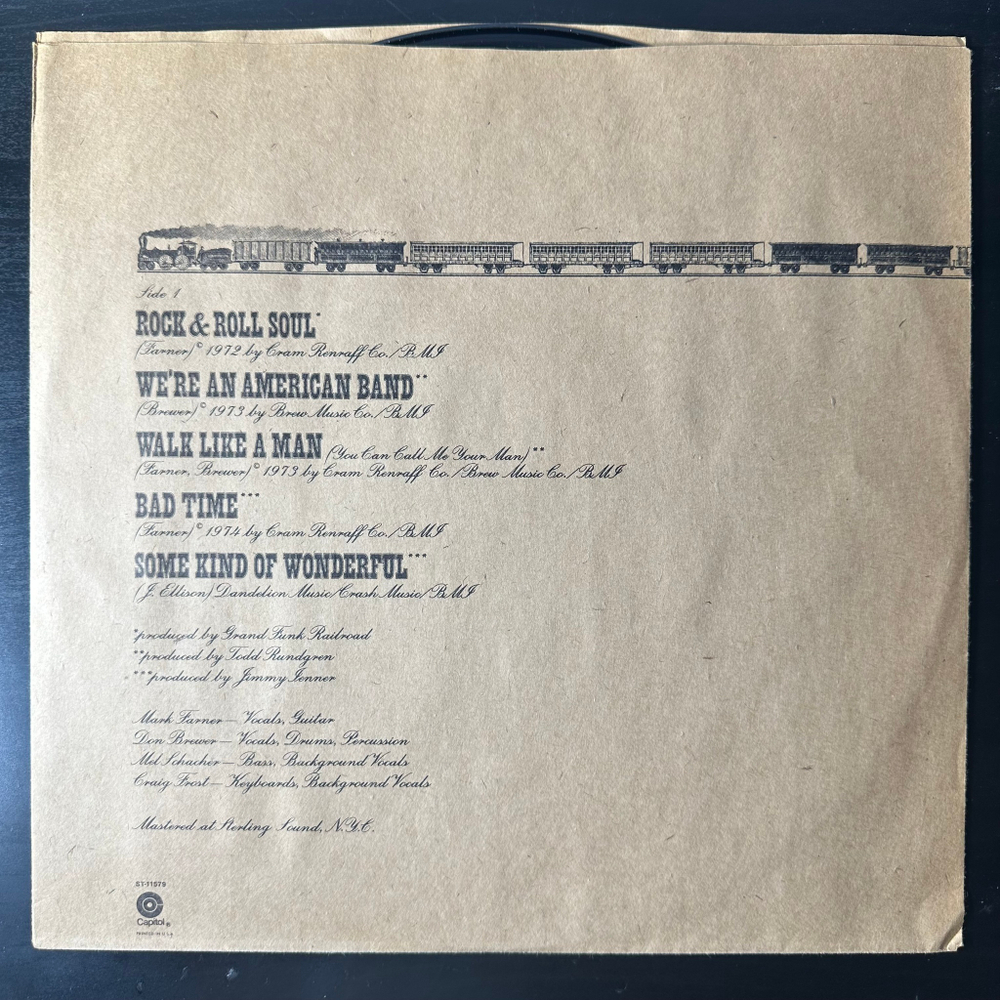 Side 1
ROCK & ROLL SOUL*
(Farner) © 1972 by Cram Renraff Co./BMI
WE'RE AN AMERICAN BAND**
(Brewer) © 1973 by Brew Music Co./BMI
WALK LIKE A MAN (You Can Call Me Your Man)**
(Farner, Brewer) © 1973 by Cram Renraff Co./Brew Music Co./BMI
BAD TIME***
(Farner) © 1974 by Cram Renraff Co./BMI
SOME KIND OF WONDERFUL***
(J. Ellison) Dandelion Music/Crash Music/BMI
*produced by Grand Funk Railroad
**produced by Todd Rundgren
***produced by Jimmy Ienner
Mark Farner — Vocals, Guitar
Don Brewer — Vocals, Drums, Percussion
Mel Schacher — Bass, Background Vocals
Craig Frost — Keyboards, Background Vocals
Mastered at Sterling Sound, N.Y.C.
ST-11579
Capitol ®
PRINTED IN U.S.A.